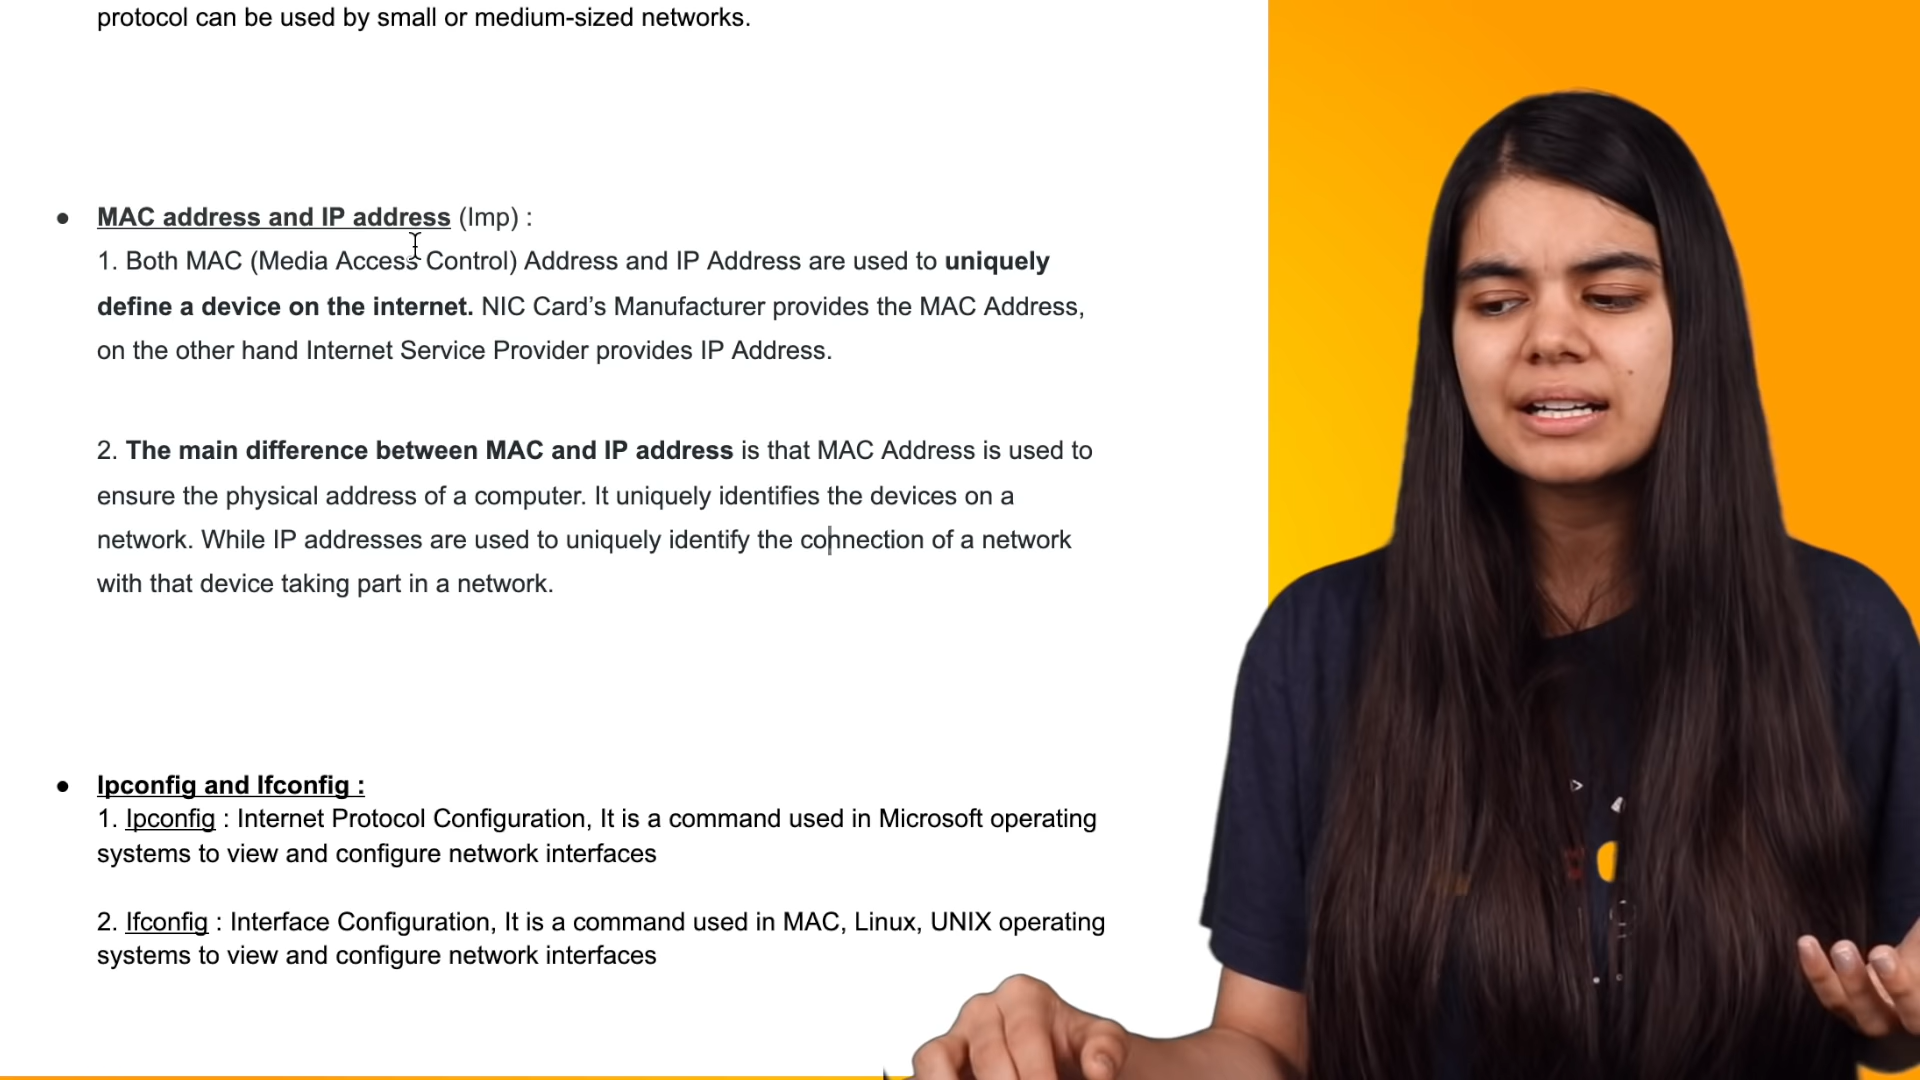 protocol can be used by small or medium-sized networks.
● MAC address and IP address (Imp) :
1. Both MAC (Media Access Control) Address and IP Address are used to uniquely
define a device on the internet. NIC Card’s Manufacturer provides the MAC Address,
on the other hand Internet Service Provider provides IP Address.
2. The main difference between MAC and IP address is that MAC Address is used to
ensure the physical address of a computer. It uniquely identifies the devices on a
network. While IP addresses are used to uniquely identify the connection of a network
with that device taking part in a network.
● Ipconfig and Ifconfig :
1. Ipconfig : Internet Protocol Configuration, It is a command used in Microsoft operating
systems to view and configure network interfaces
2. Ifconfig : Interface Configuration, It is a command used in MAC, Linux, UNIX operating
systems to view and configure network interfaces